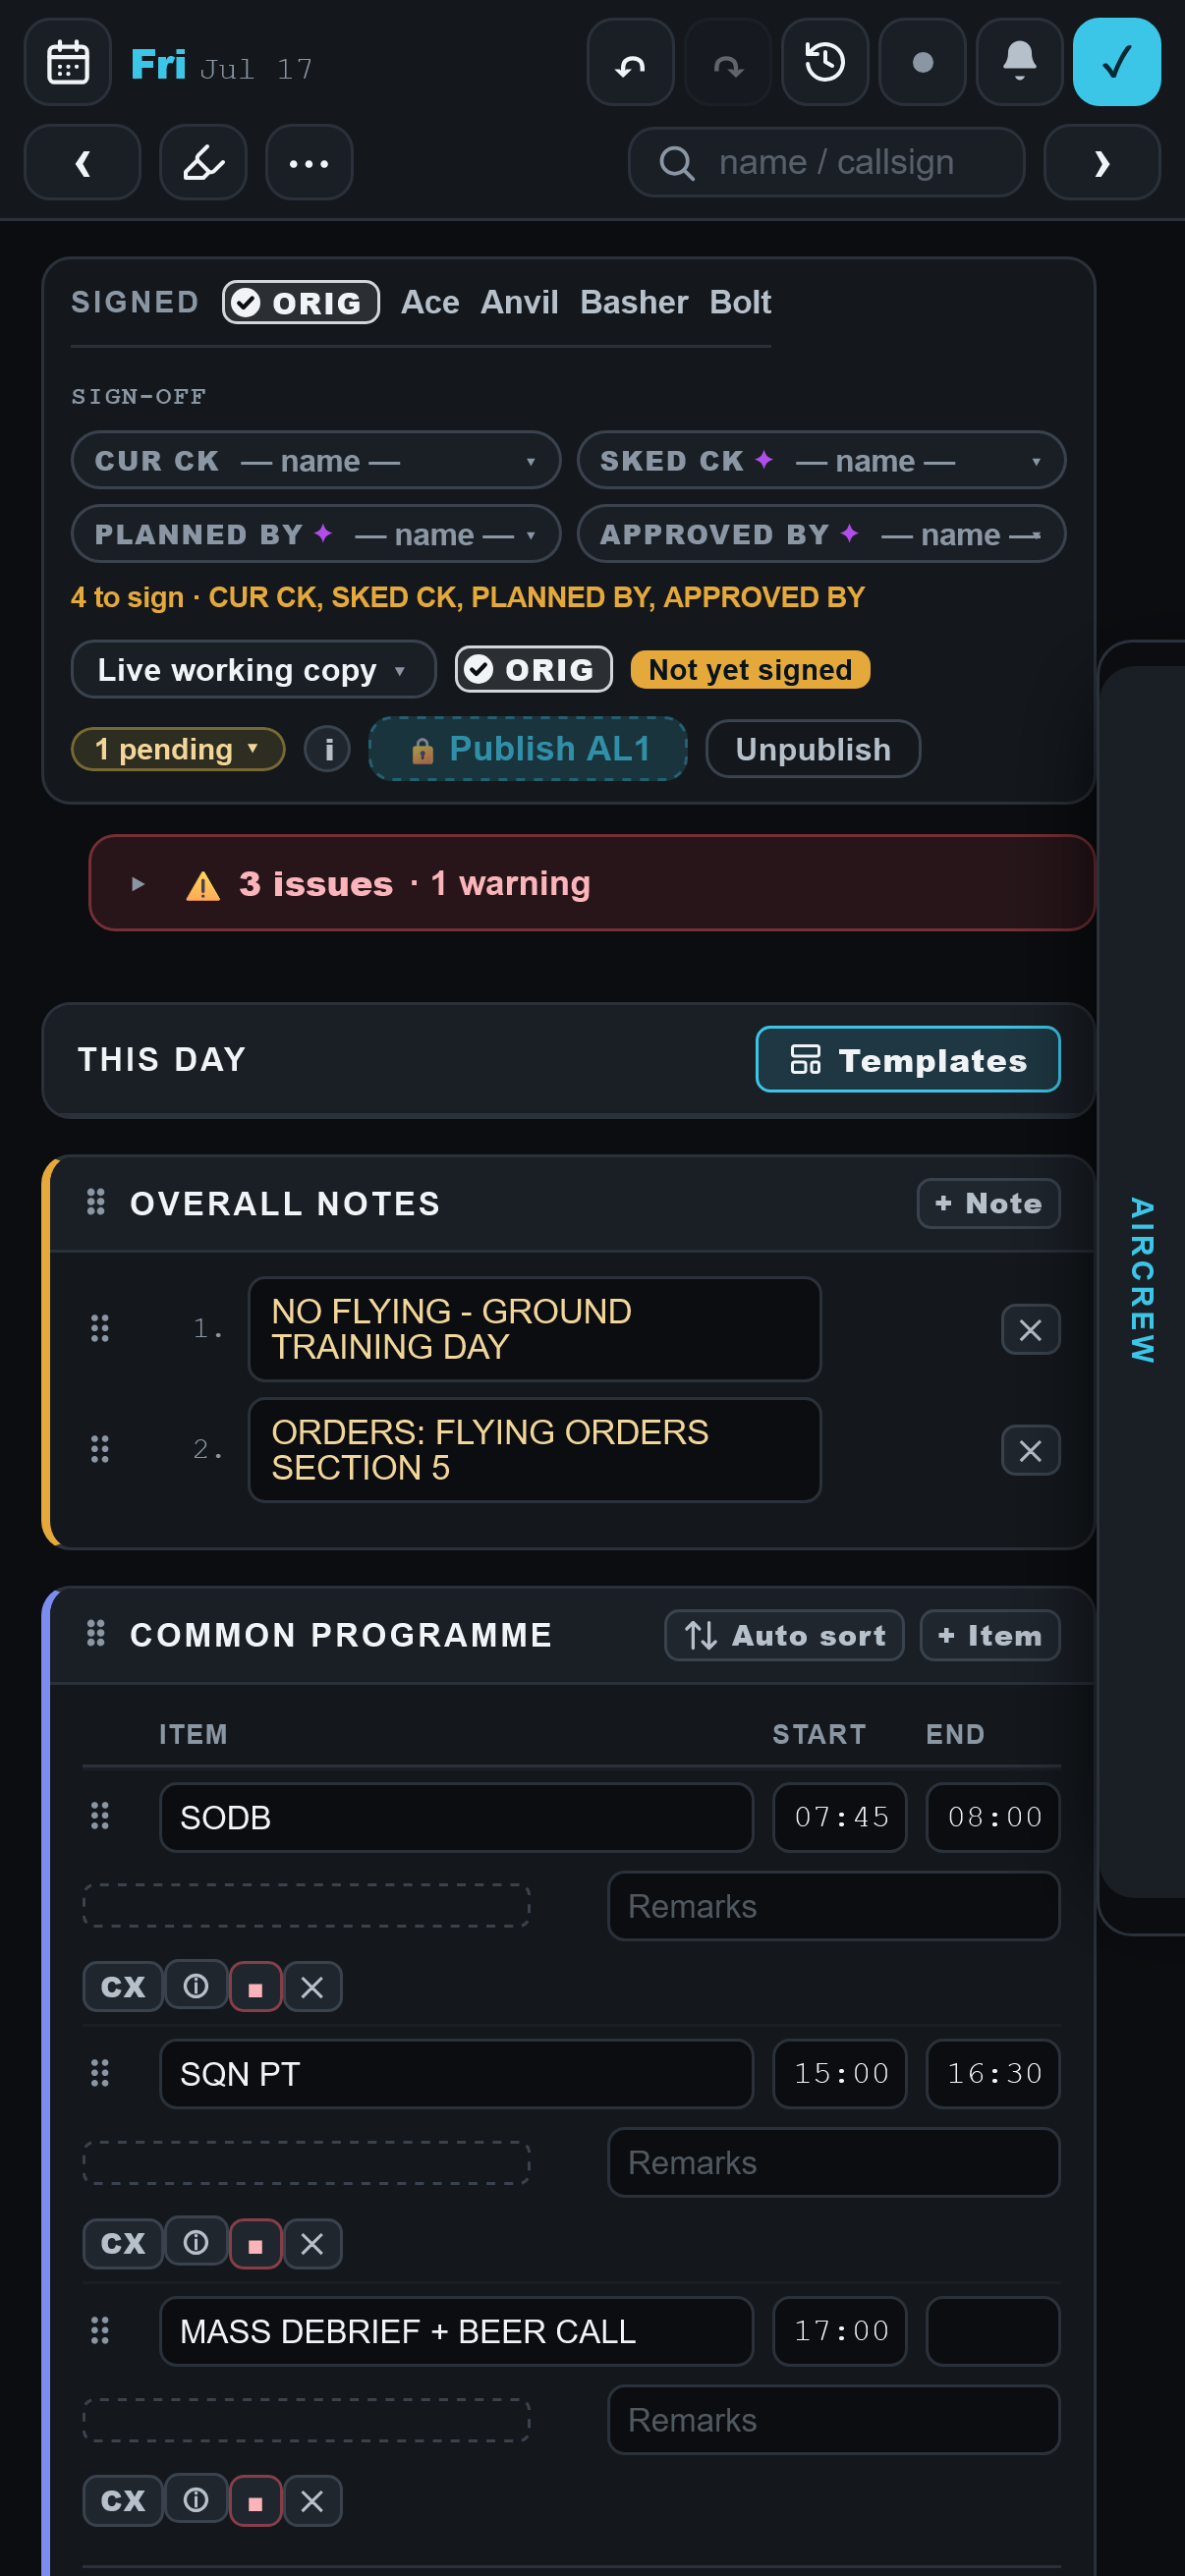 Fri Jul 17
name / callsign
SIGNED ORIG Ace Anvil Basher Bolt
SIGN-OFF
CUR CK — name — SKED CK — name —
PLANNED BY — name — APPROVED BY — name —
4 to sign · CUR CK, SKED CK, PLANNED BY, APPROVED BY
Live working copy ORIG Not yet signed
1 pending i Publish AL1 Unpublish
3 issues · 1 warning
THIS DAY Templates
OVERALL NOTES + Note
1. NO FLYING - GROUND
TRAINING DAY
2. ORDERS: FLYING ORDERS
SECTION 5
AIRCREW
COMMON PROGRAMME Auto sort + Item
ITEM START END
SODB 07:45 08:00
Remarks
CX
SQN PT 15:00 16:30
Remarks
CX
MASS DEBRIEF + BEER CALL 17:00
Remarks
CX